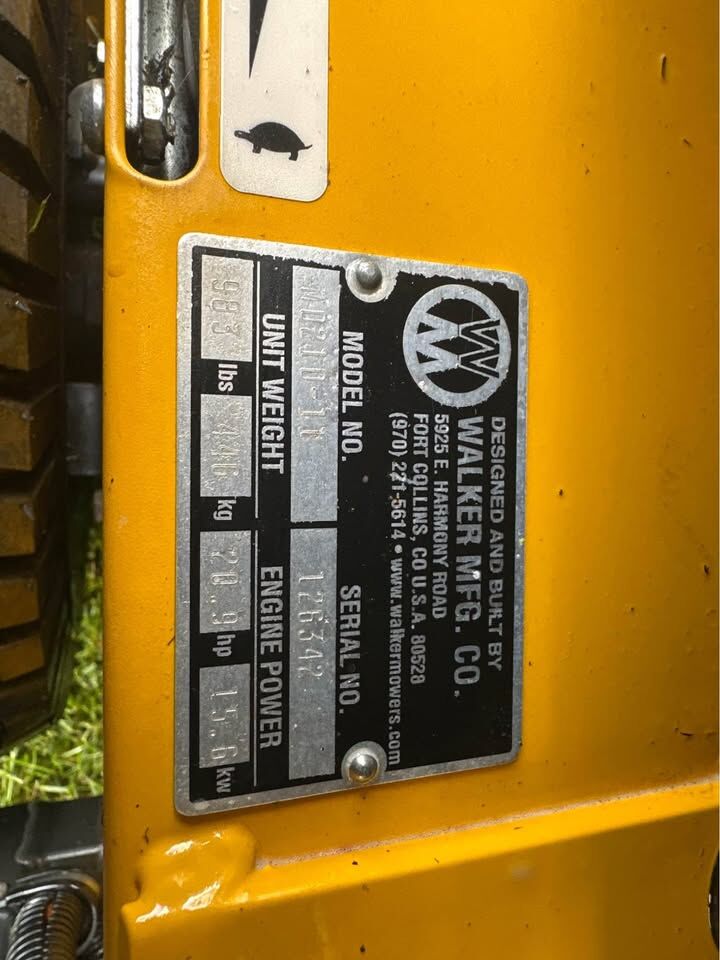 DESIGNED AND BUILT BY
WALKER MFG. CO.
5925 E. HARMONY ROAD
FORT COLLINS, CO U.S.A. 80528
(970) 221-5614 • www.walkermowers.com
MODEL NO. SERIAL NO.
126342
UNIT WEIGHT ENGINE POWER
983 lbs 446 kg 20.9 hp 15.6 kw